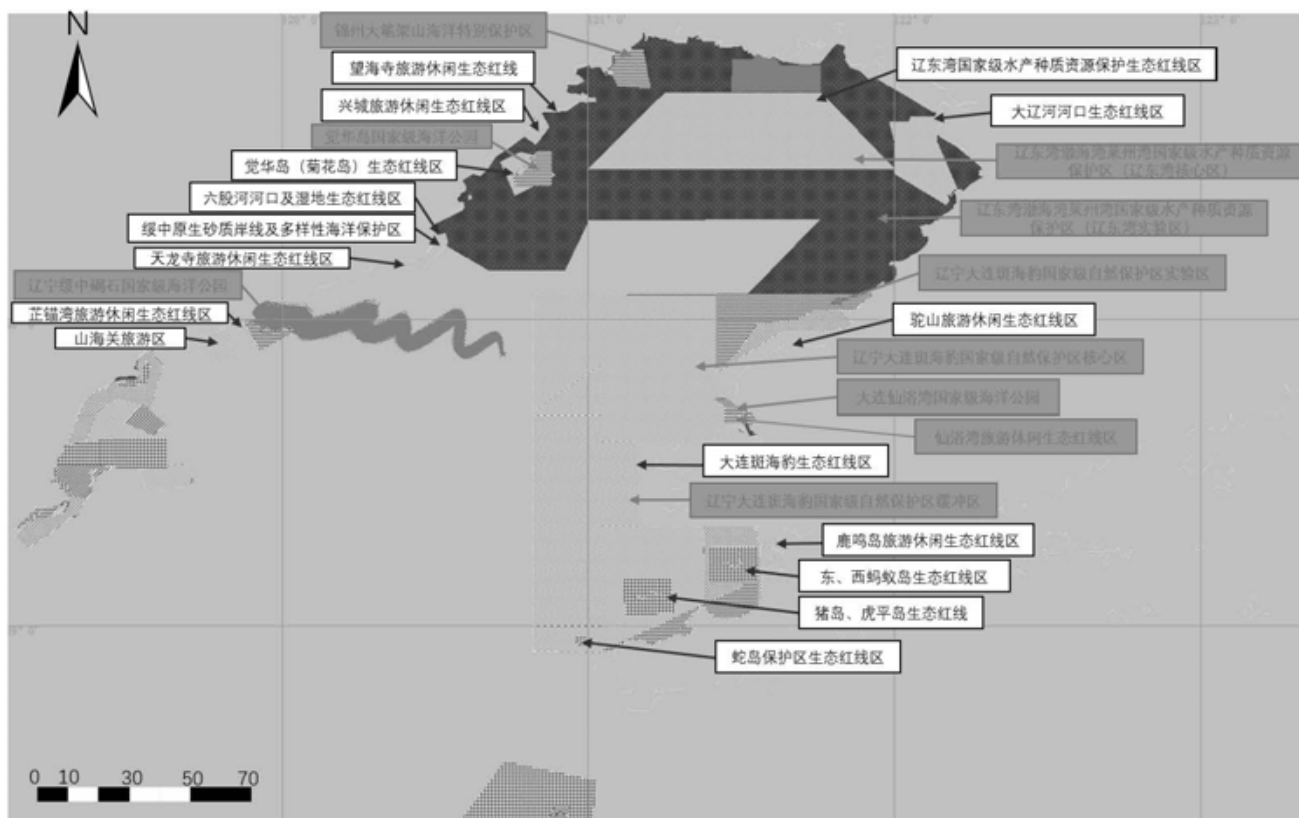 N
120° 0'
121° 0'
122° 0'
123° 0'
锦州大笔架山海洋特别保护区
望海寺旅游休闲生态红线
兴城旅游休闲生态红线区
觉华岛国家级海洋公园
觉华岛（菊花岛）生态红线区
六股河河口及湿地生态红线区
绥中原生砂质岸线及多样性海洋保护区
天龙寺旅游休闲生态红线区
辽宁绥中碣石国家级海洋公园
芷锚湾旅游休闲生态红线区
山海关旅游区
辽东湾国家级水产种质资源保护生态红线区
大辽河河口生态红线区
辽东湾渤海湾莱州湾国家级水产种质资源
保护区（辽东湾核心区）
辽东湾渤海湾莱州湾国家级水产种质资源
保护区（辽东湾实验区）
辽宁大连斑海豹国家级自然保护区实验区
驼山旅游休闲生态红线区
辽宁大连斑海豹国家级自然保护区核心区
大连仙浴湾国家级海洋公园
仙浴湾旅游休闲生态红线区
大连斑海豹生态红线区
辽宁大连斑海豹国家级自然保护区缓冲区
鹿鸣岛旅游休闲生态红线区
东、西蚂蚁岛生态红线区
猪岛、虎平岛生态红线
蛇岛保护区生态红线区
0 10 30 50 70